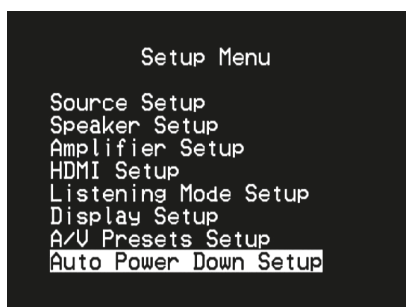 Setup Menu
Source Setup
Speaker Setup
Amplifier Setup
HDMI Setup
Listening Mode Setup
Display Setup
A/V Presets Setup
Auto Power Down Setup